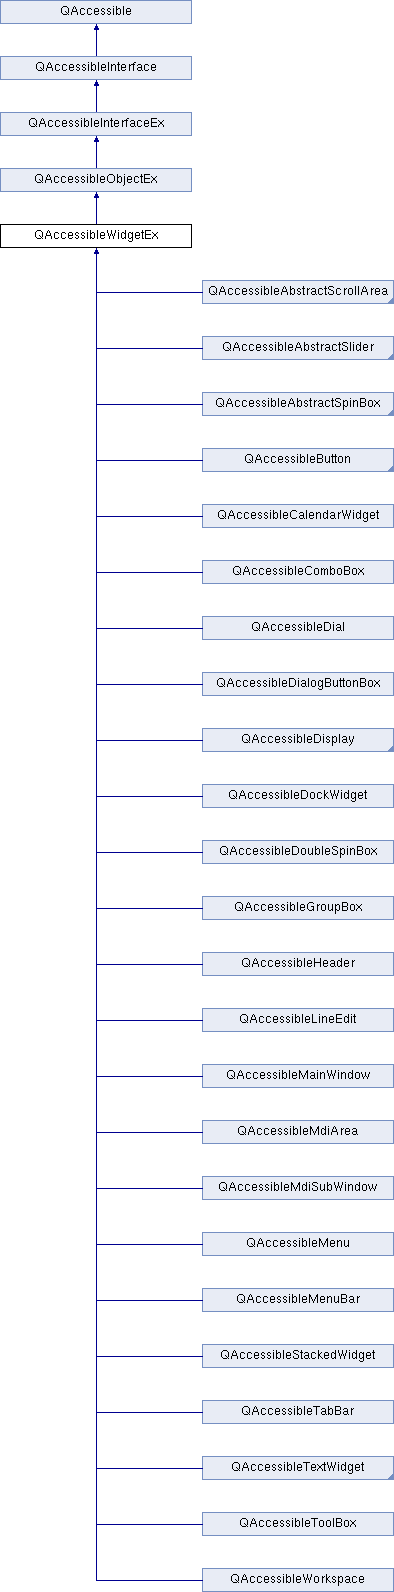 QAccessible
QAccessibleInterface
QAccessibleInterfaceEx
QAccessibleObjectEx
QAccessibleWidgetEx
QAccessibleAbstractScrollArea
QAccessibleAbstractSlider
QAccessibleAbstractSpinBox
QAccessibleButton
QAccessibleCalendarWidget
QAccessibleComboBox
QAccessibleDial
QAccessibleDialogButtonBox
QAccessibleDisplay
QAccessibleDockWidget
QAccessibleDoubleSpinBox
QAccessibleGroupBox
QAccessibleHeader
QAccessibleLineEdit
QAccessibleMainWindow
QAccessibleMdiArea
QAccessibleMdiSubWindow
QAccessibleMenu
QAccessibleMenuBar
QAccessibleStackedWidget
QAccessibleTabBar
QAccessibleTextWidget
QAccessibleToolBox
QAccessibleWorkspace